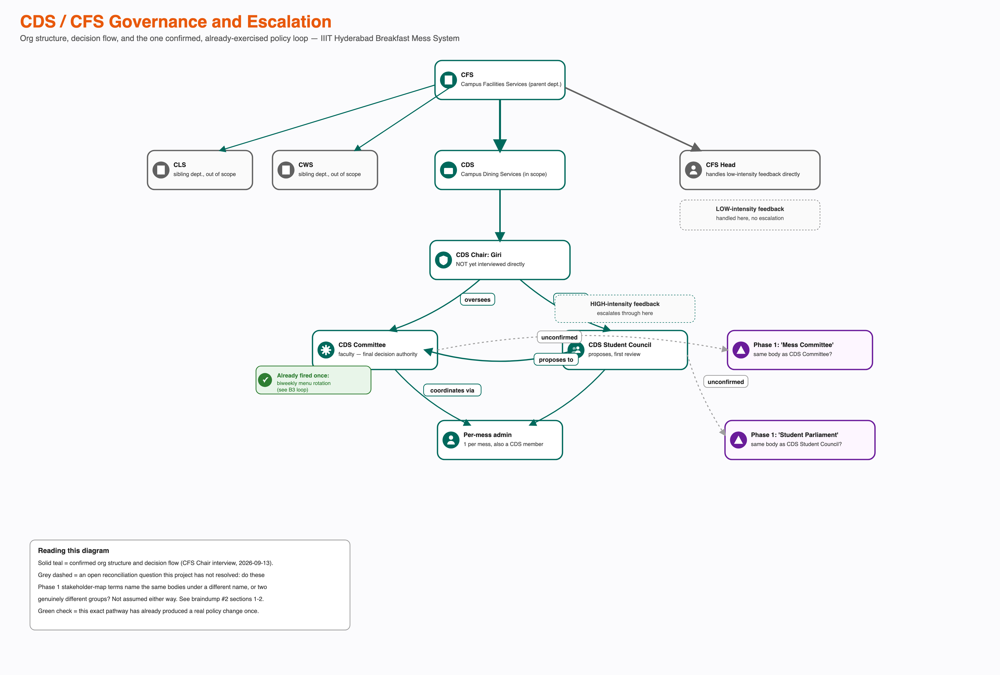 CDS / CFS Governance and Escalation
Org structure, decision flow, and the one confirmed, already-exercised policy loop — IIIT Hyderabad Breakfast Mess System
CFS
Campus Facilities Services (parent dept.)
CLS
sibling dept., out of scope
CWS
sibling dept., out of scope
CDS
Campus Dining Services (in scope)
CFS Head
handles low-intensity feedback directly
LOW-intensity feedback
handled here, no escalation
CDS Chair: Giri
NOT yet interviewed directly
oversees
HIGH-intensity feedback
escalates through here
unconfirmed
CDS Committee
faculty — final decision authority
CDS Student Council
proposes, first review
Phase 1: 'Mess Committee'
same body as CDS Committee?
proposes to
Already fired once:
biweekly menu rotation
(see B3 loop)
unconfirmed
coordinates via
Per-mess admin
1 per mess, also a CDS member
Phase 1: 'Student Parliament'
same body as CDS Student Council?
Reading this diagram
Solid teal = confirmed org structure and decision flow (CFS Chair interview, 2026-09-13).
Grey dashed = an open reconciliation question this project has not resolved: do these
Phase 1 stakeholder-map terms name the same bodies under a different name, or two
genuinely different groups? Not assumed either way. See braindump #2 sections 1-2.
Green check = this exact pathway has already produced a real policy change once.